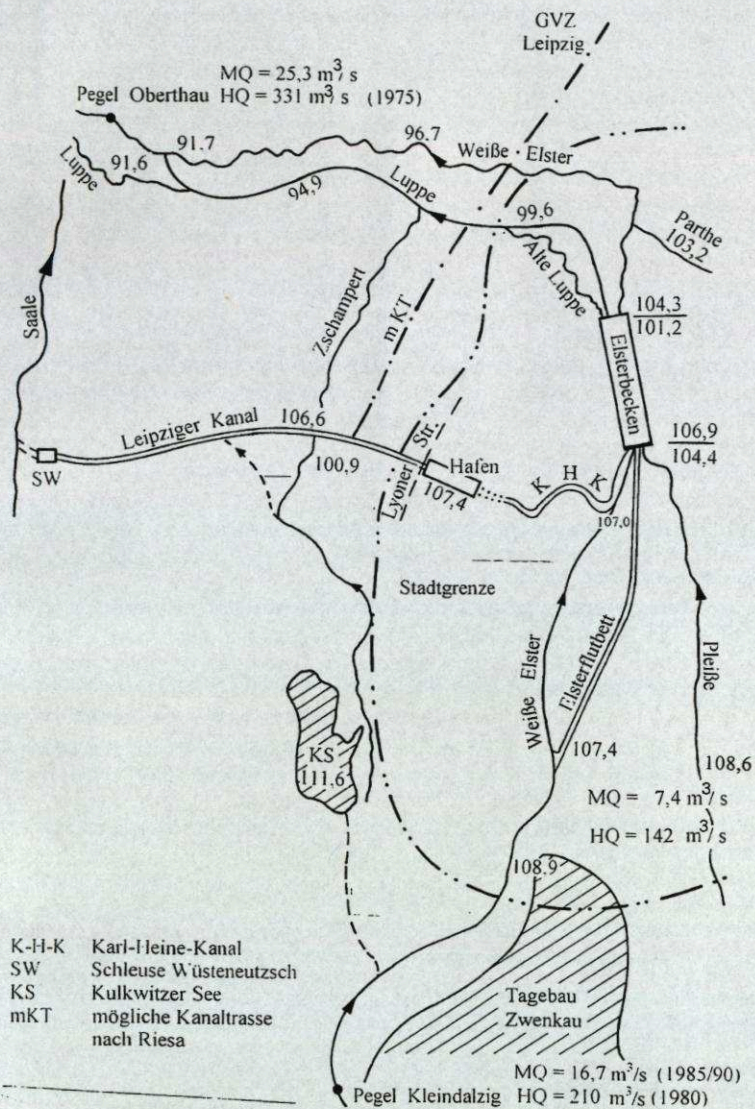 GVZ
Leipzig
MQ = 25,3 m³/s
Pegel Oberthau HQ = 331 m³/s (1975)
91.7
96.7
Weiße Elster
Luppe
91,6
94,9
Luppe
99,6
Parthe
103,2
Alte Luppe
Zschampert
m KT
Saale
104,3
101,2
Elsterbecken
106,9
104,4
Leipziger Kanal
106,6
Lyoner Str.
SW
100,9
Hafen
107,4
K H K
107,0
Stadtgrenze
Weiße Elster
Elsterflutbett
Pleiße
KS
111,6
107,4
108,6
MQ = 7,4 m³/s
HQ = 142 m³/s
108.9
K-H-K Karl-Heine-Kanal
SW Schleuse Wüsteneutzsch
KS Kulkwitzer See
mKT mögliche Kanaltrasse
nach Riesa
Tagebau
Zwenkau
MQ = 16,7 m³/s (1985/90)
Pegel Kleindalzig HQ = 210 m³/s (1980)